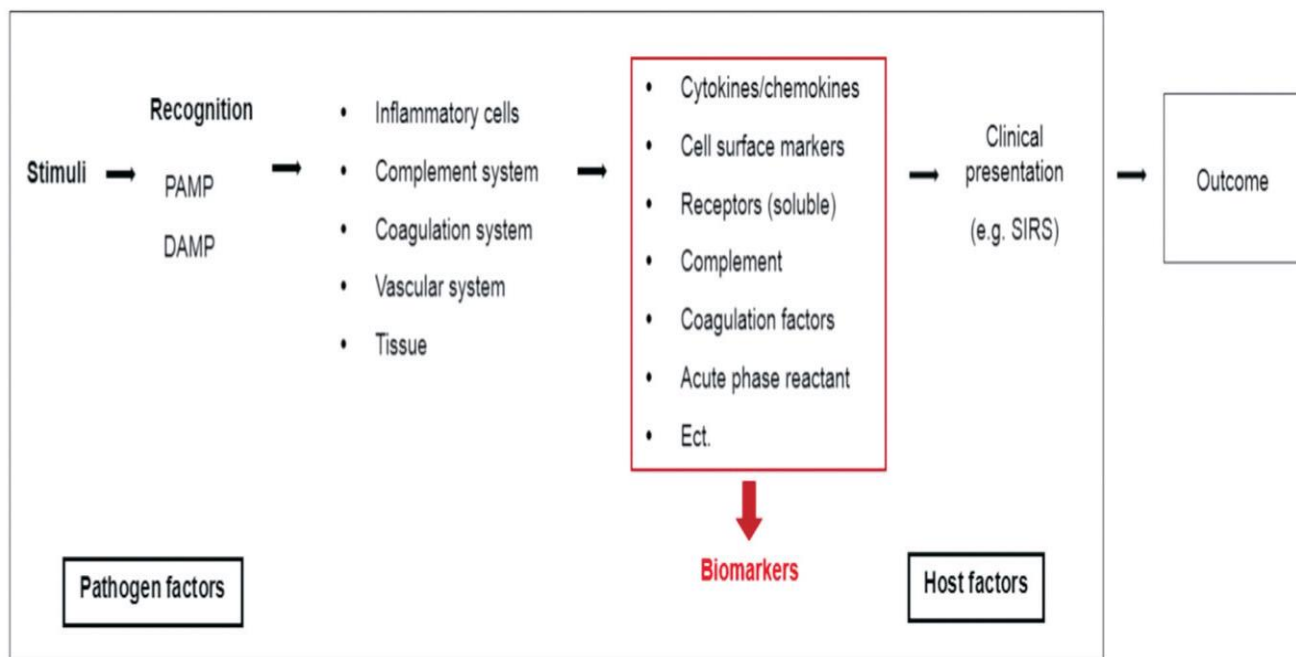 Stimuli
Recognition
PAMP
DAMP
• Inflammatory cells
• Complement system
• Coagulation system
• Vascular system
• Tissue
• Cytokines/chemokines
• Cell surface markers
• Receptors (soluble)
• Complement
• Coagulation factors
• Acute phase reactant
• Ect.
Clinical
presentation
(e.g. SIRS)
Outcome
Biomarkers
Pathogen factors
Host factors